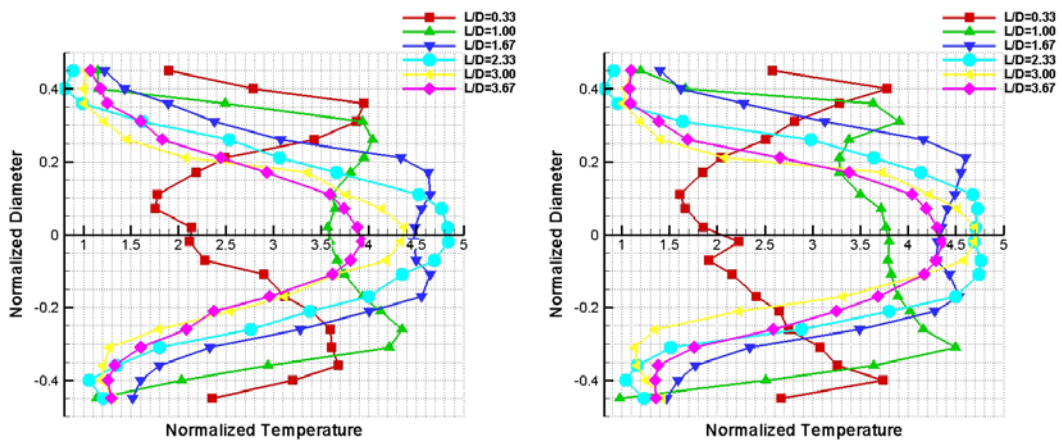 L/D=0.33
L/D=1.00
L/D=1.67
L/D=2.33
L/D=3.00
L/D=3.67
0.4
0.2
0
-0.2
-0.4
1 1.5 2 2.5 3 3.5 4 4.5 5
Normalized Diameter
Normalized Temperature
L/D=0.33
L/D=1.00
L/D=1.67
L/D=2.33
L/D=3.00
L/D=3.67
0.4
0.2
0
-0.2
-0.4
1 1.5 2 2.5 3 3.5 4 4.5 5
Normalized Diameter
Normalized Temperature